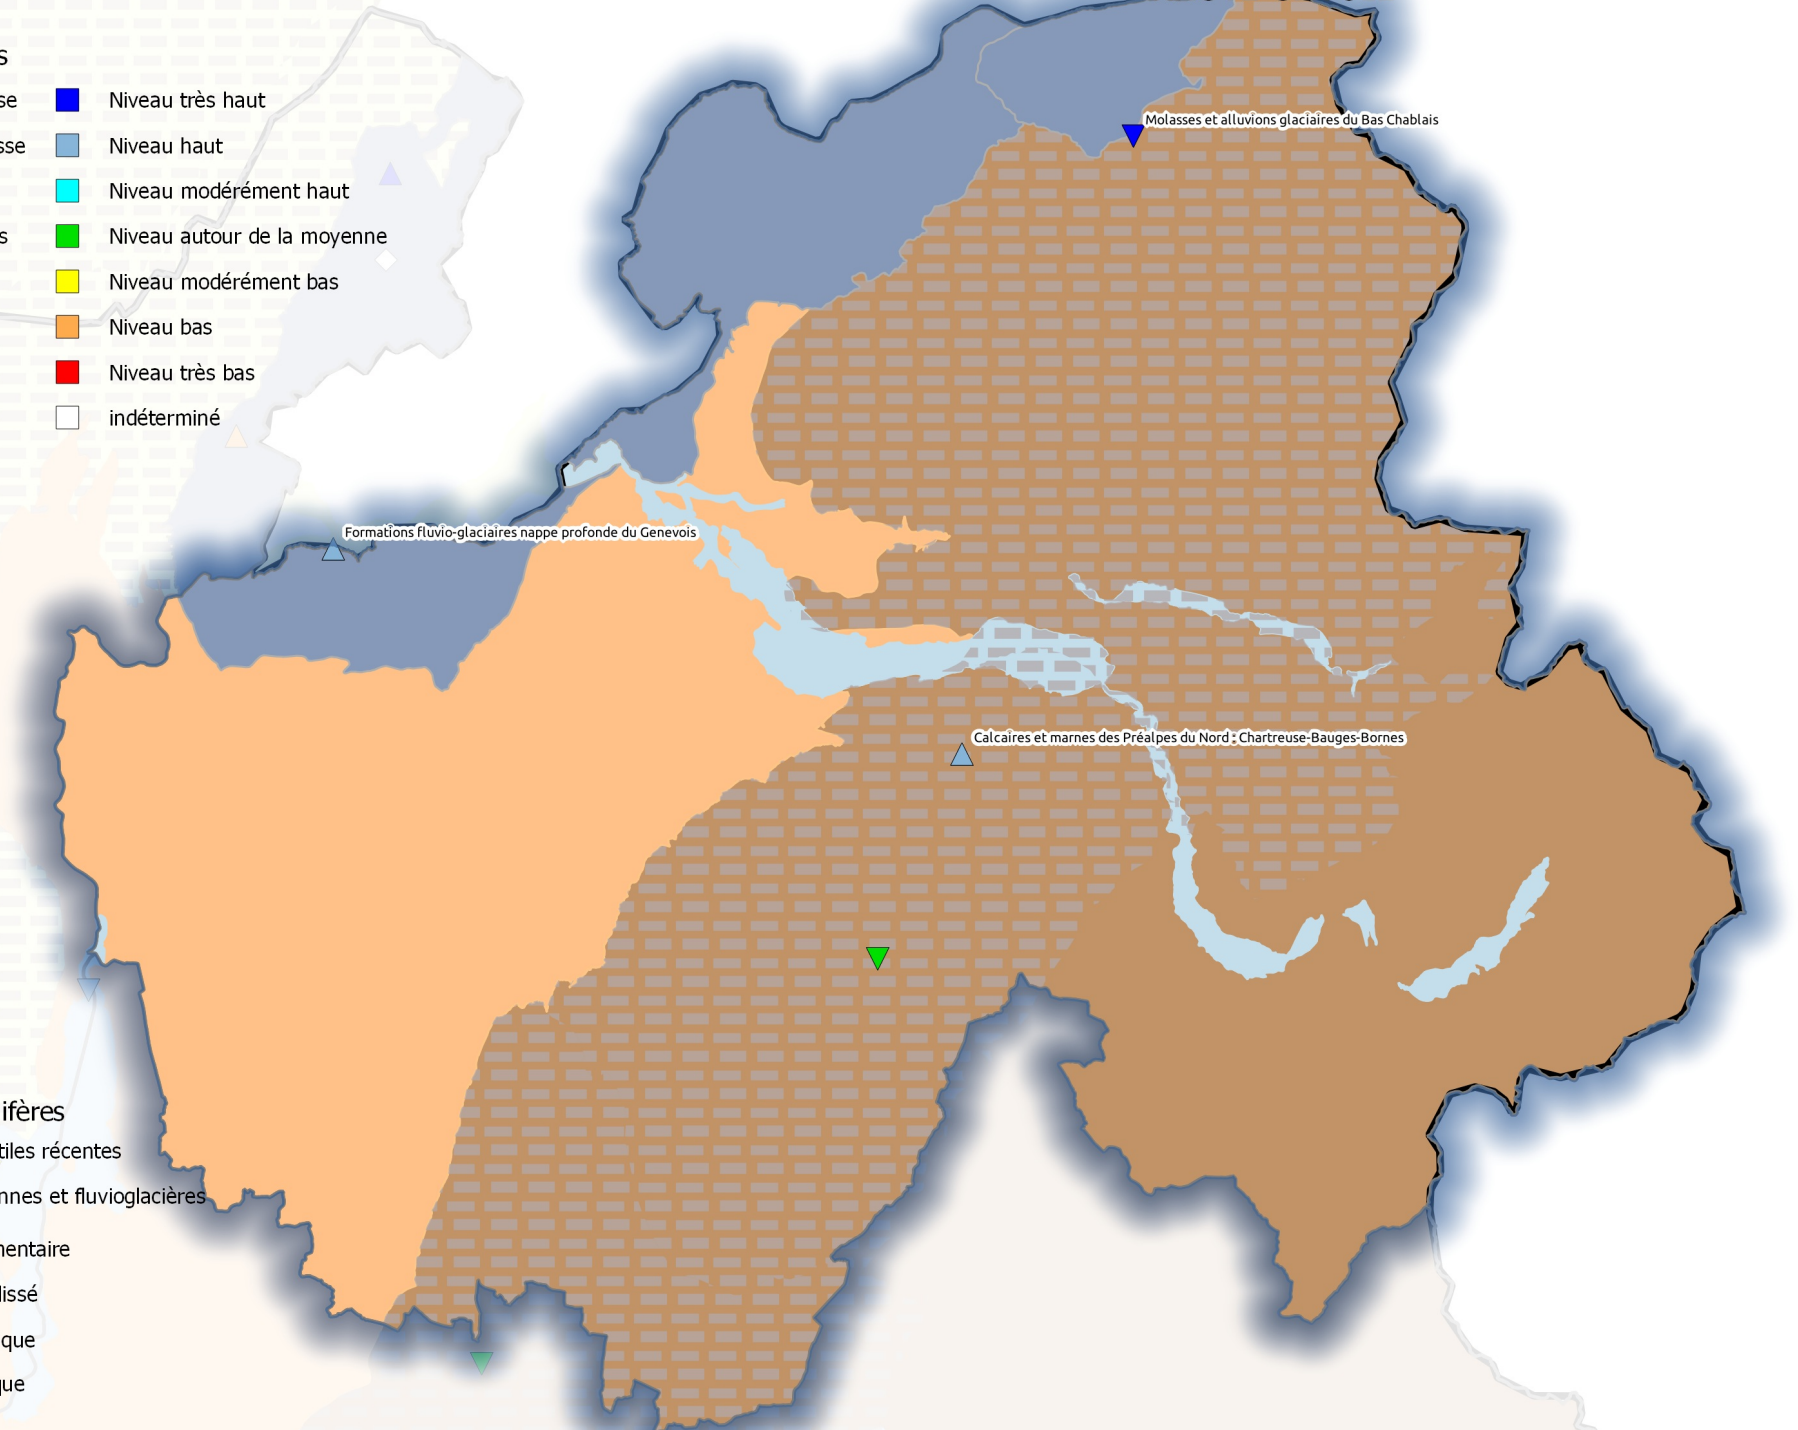 Niveau très haut
Niveau haut
Niveau modérément haut
Niveau autour de la moyenne
Niveau modérément bas
Niveau bas
Niveau très bas
indéterminé
Molasses et alluvions glaciaires du Bas Chablais
Formations fluvio-glaciaires nappe profonde du Genevois
Calcaires et marnes des Préalpes du Nord : Chartreuse-Bauges-Bornes
ifères
tiles récentes
nnes et fluvioglacières
nentaire
lissé
que
que